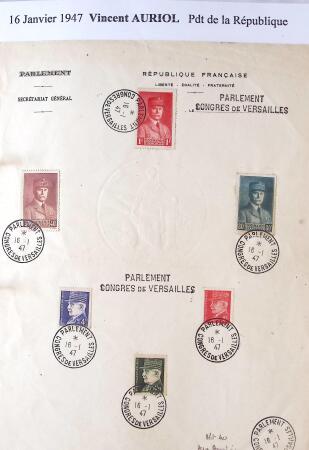 16 Janvier 1947 Vincent AURIOL Pdt de la République
PARLEMENT
SECRÉTARIAT GÉNÉRAL
RÉPUBLIQUE FRANÇAISE
LIBERTÉ - ÉGALITÉ - FRATERNITÉ
PARLEMENT
CONGRES DE VERSAILLES
16 -1
47
PARLEMENT
LE CONGRES DE VERSAILLES
PARLEMENT
CONGRES DE VERSAILLES
16 -1
47
PARLEMENT
CONGRES DE VERSAILLES
16 -1
47
PARLEMENT
CONGRES DE VERSAILLES
PARLEMENT
CONGRES DE VERSAILLES
16 -1
47
PARLEMENT
CONGRES DE VERSAILLES
16 -1
47
PARLEMENT
CONGRES DE VERSAILLES
16 -1
47
PARLEMENT